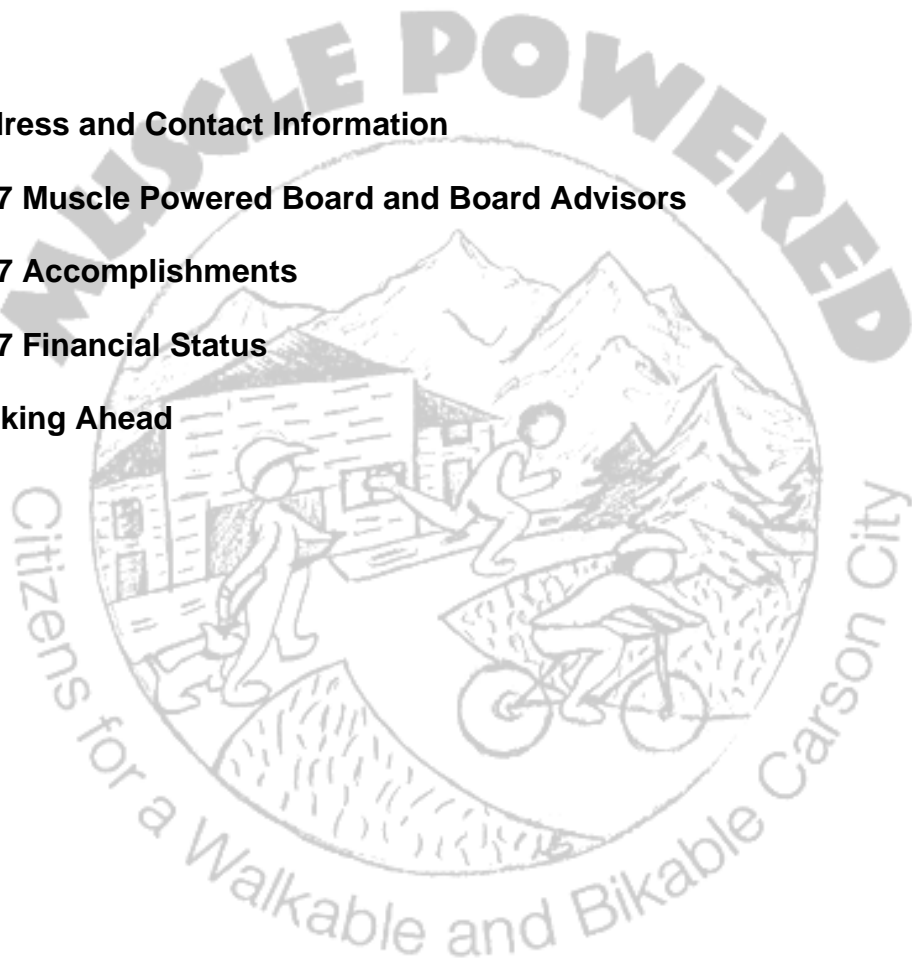 MUSCLE POWERED
dress and Contact Information
7 Muscle Powered Board and Board Advisors
7 Accomplishments
7 Financial Status
king Ahead
Citizens for a Walkable and Bikable Carson City